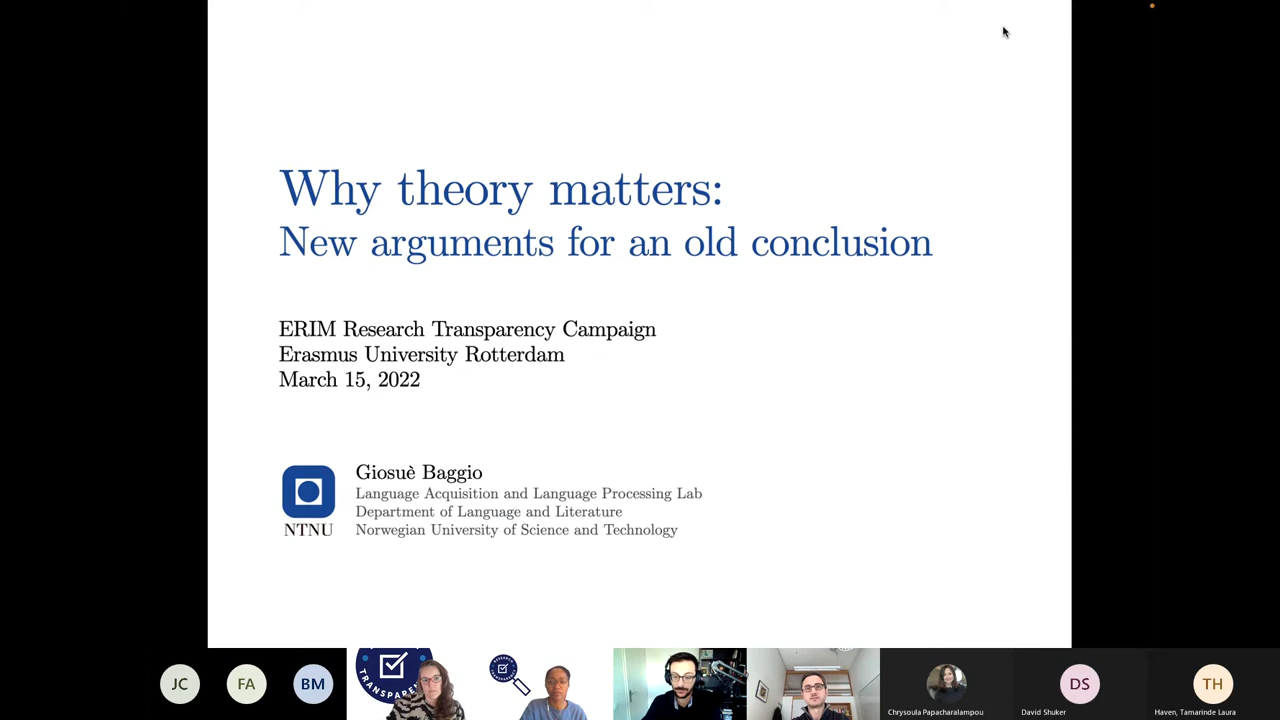 Why theory matters:
New arguments for an old conclusion
ERIM Research Transparency Campaign
Erasmus University Rotterdam
March 15, 2022
NTNU
Giosuè Baggio
Language Acquisition and Language Processing Lab
Department of Language and Literature
Norwegian University of Science and Technology
JC
FA
BM
Chrysoula Papacharalampou
DS
David Shuker
TH
Haven, Tamarinde Laura